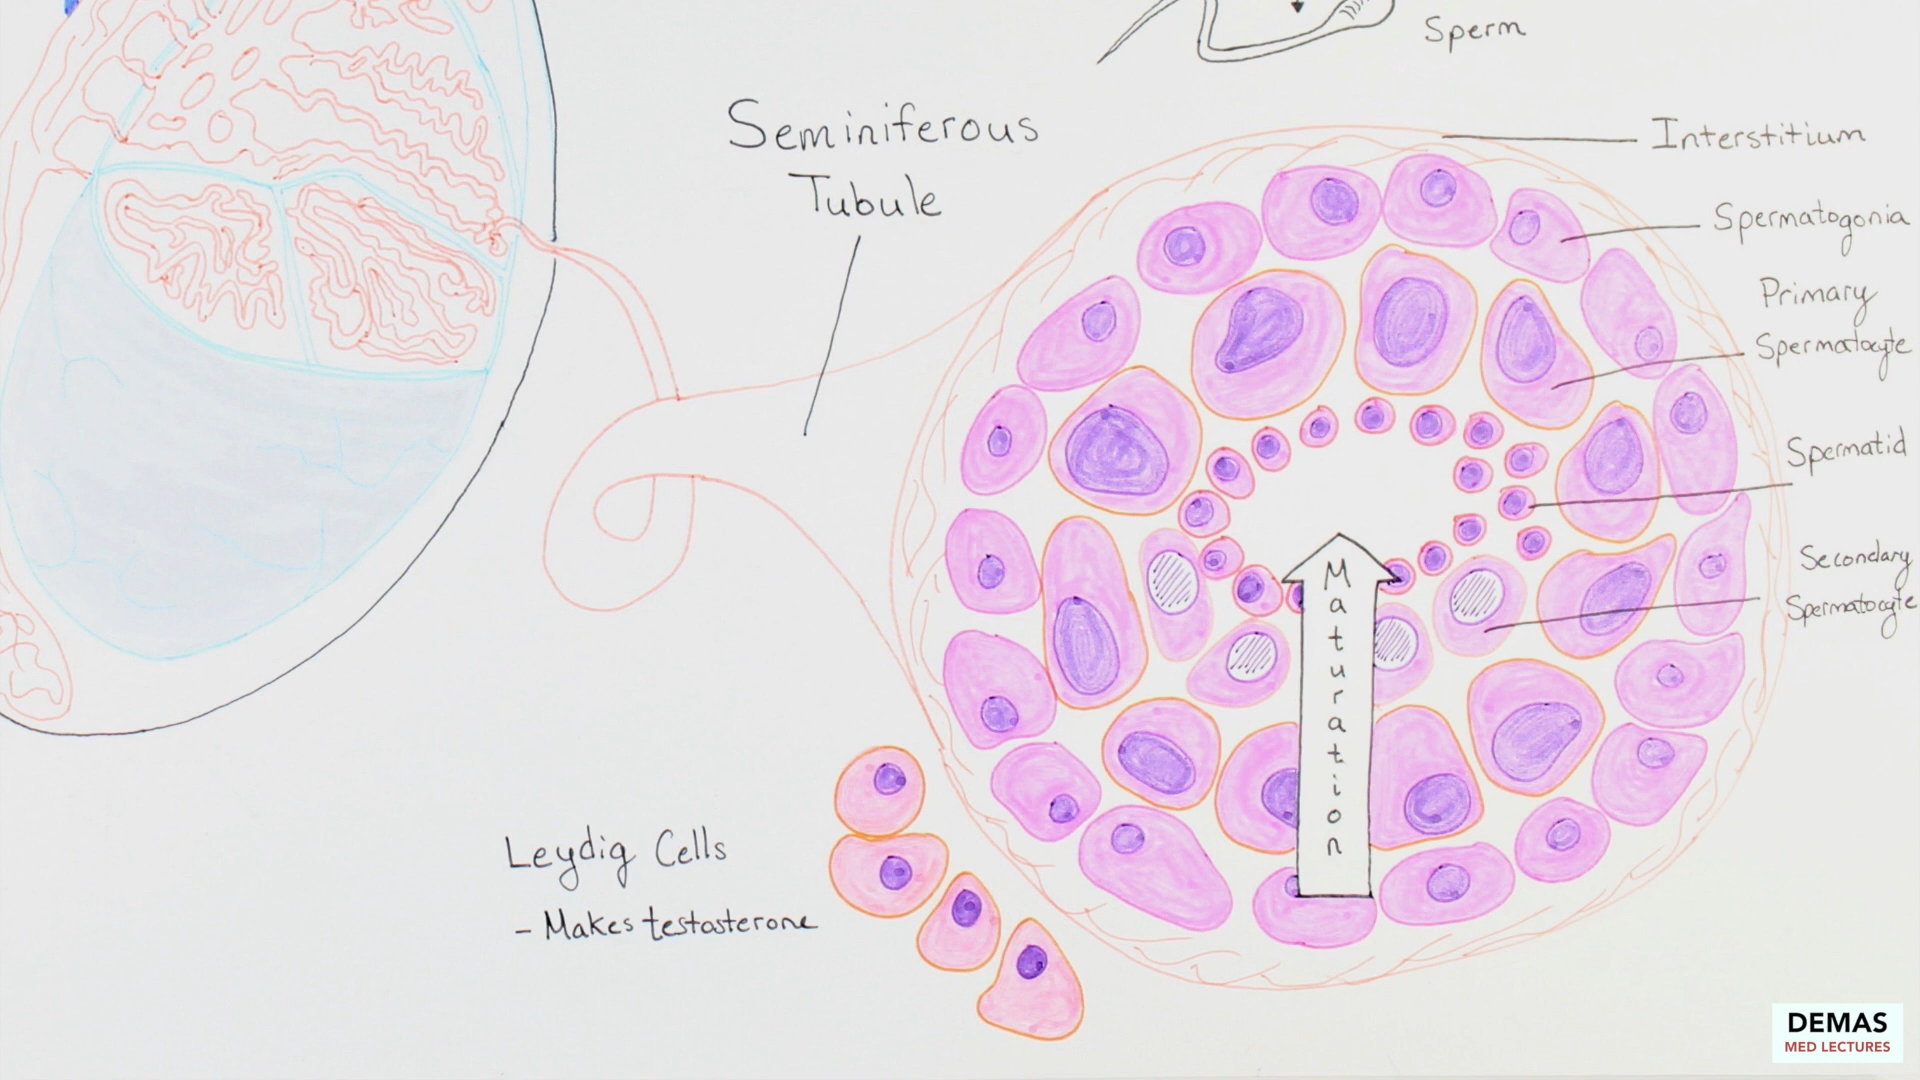 Sperm
Seminiferous
Tubule
Interstitium
Spermatogonia
Primary
Spermatocyte
Spermatid
Secondary
Spermatocyte
Maturation
Leydig Cells
- Makes testosterone
DEMAS
MED LECTURES